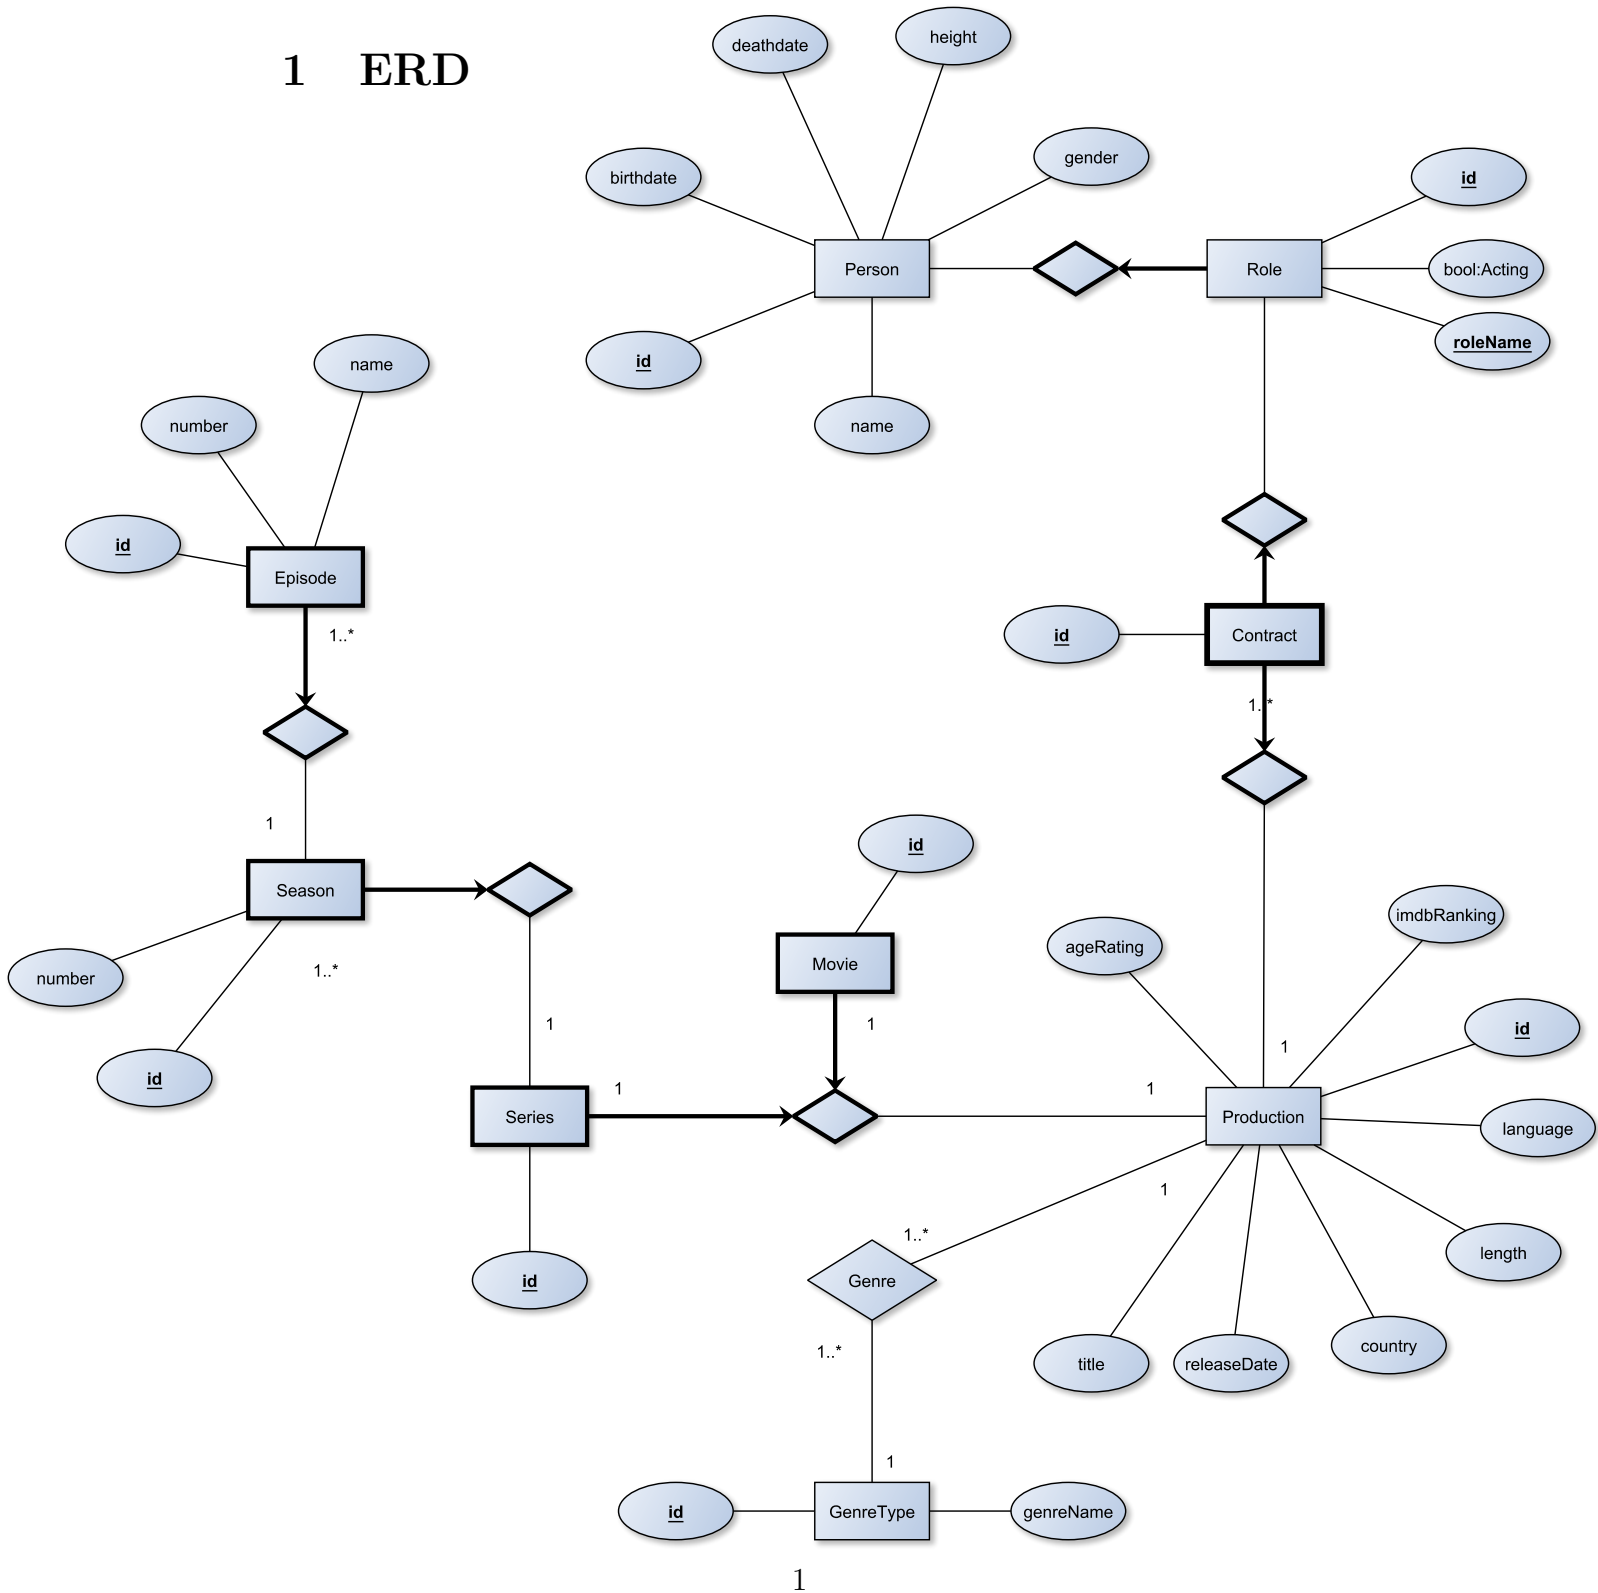 1 ERD
deathdate
height
birthdate
gender
id
Person
Role
bool:Acting
id
roleName
name
name
number
id
Episode
1..*
id
Contract
1..*
1
id
Season
imdbRanking
ageRating
Movie
number
1..*
1
1
id
1
id
1
1
Series
Production
language
1
1..*
length
id
Genre
1..*
country
title
releaseDate
1
id
GenreType
genreName
1